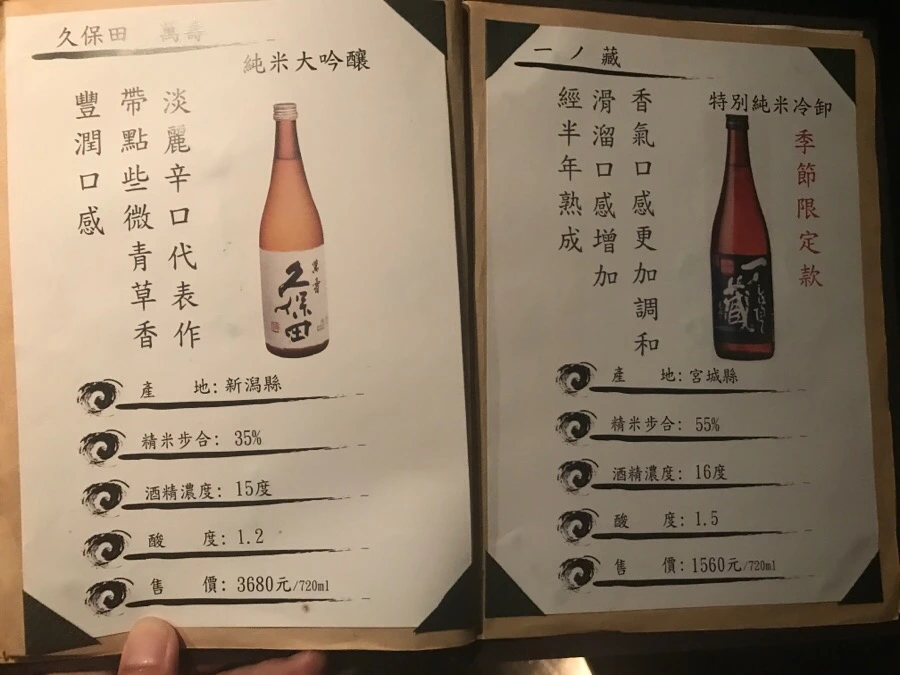 久保田 萬壽
純米大吟釀
淡麗辛口代表作
帶點些微青草香
豐潤口感
萬壽
久保田
產 地: 新潟縣
精米步合: 35%
酒精濃度: 15度
酸 度: 1.2
售 價: 3680元/720ml
一ノ藏
特別純米冷卸
季節限定款
香氣口感更加調和
滑溜口感增加
經半年熟成
產 地: 宮城縣
精米步合: 55%
酒精濃度: 16度
酸 度: 1.5
售 價: 1560元/720ml